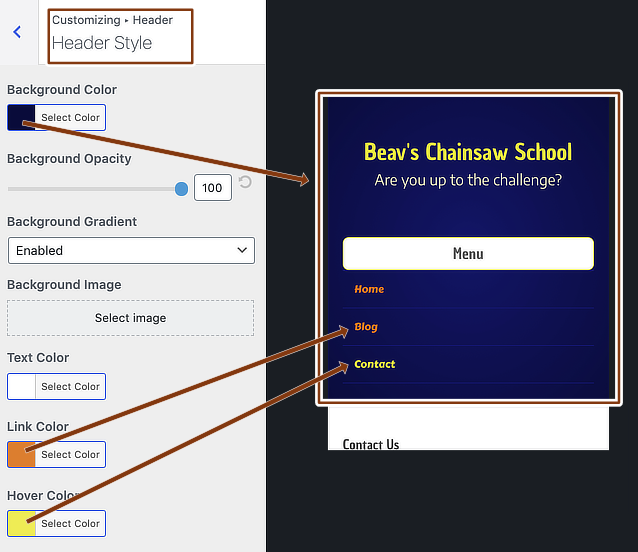 Customizing ▸ Header
Header Style
Background Color
Select Color
Background Opacity
100
Background Gradient
Enabled
Background Image
Select image
Text Color
Select Color
Link Color
Select Color
Hover Color
Select Color
Beav's Chainsaw School
Are you up to the challenge?
Menu
Home
Blog
Contact
Contact Us